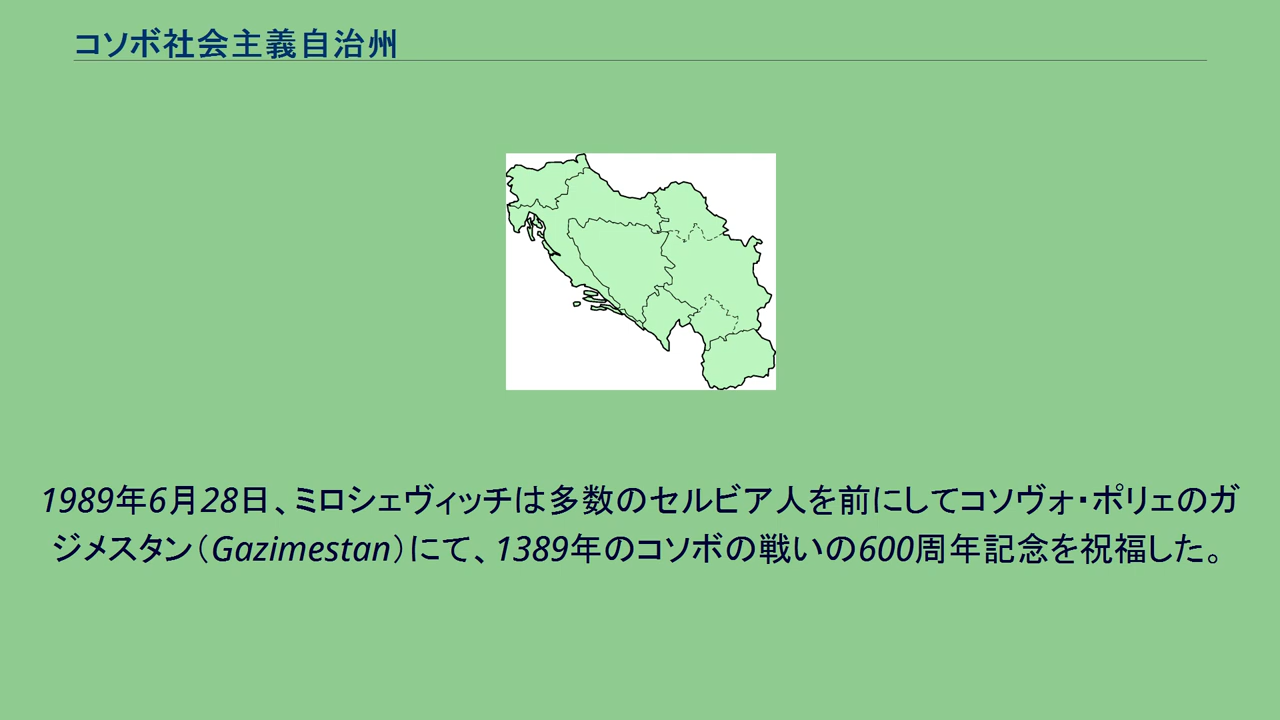 コソボ社会主義自治州
1989年6月28日、ミロシェヴィッチは多数のセルビア人を前にしてコソヴォ・ポリェのガ
ジメスタン（Gazimestan）にて、1389年のコソボの戦いの600周年記念を祝福した。